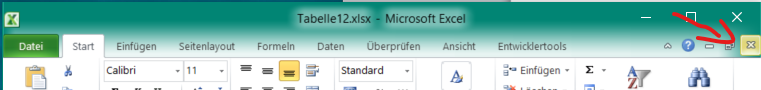 Tabelle12.xlsx - Microsoft Excel
Datei Start Einfügen Seitenlayout Formeln Daten Überprüfen Ansicht Entwicklertools
Calibri 11 Standard A Einfügen Σ A Z